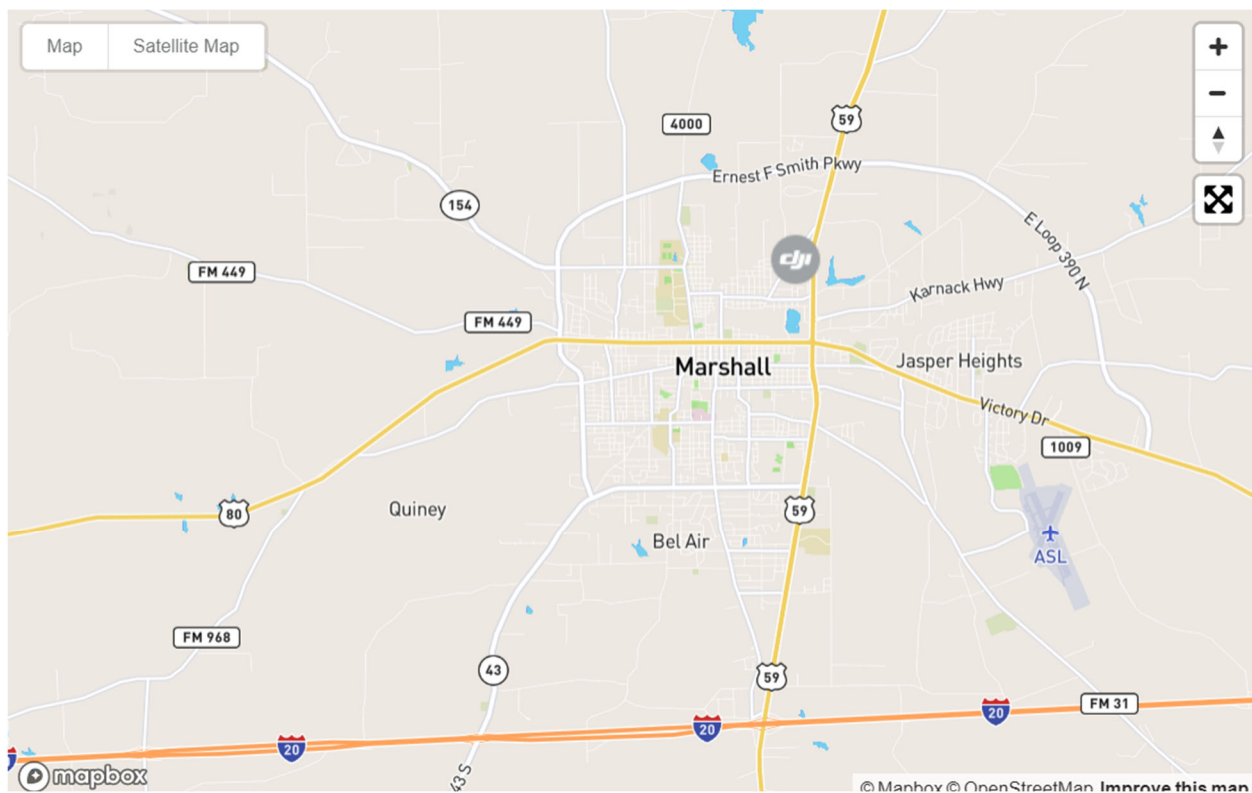 Map
Satellite Map
4000
59
Ernest F Smith Pkwy
154
E Loop 390 N
dji
FM 449
Karnack Hwy
FM 449
Marshall
Jasper Heights
Victory Dr
1009
80
Quiney
59
Bel Air
ASL
FM 968
43
59
FM 31
20
20
20
43 S
mapbox
© Mapbox © OpenStreetMap Improve this map